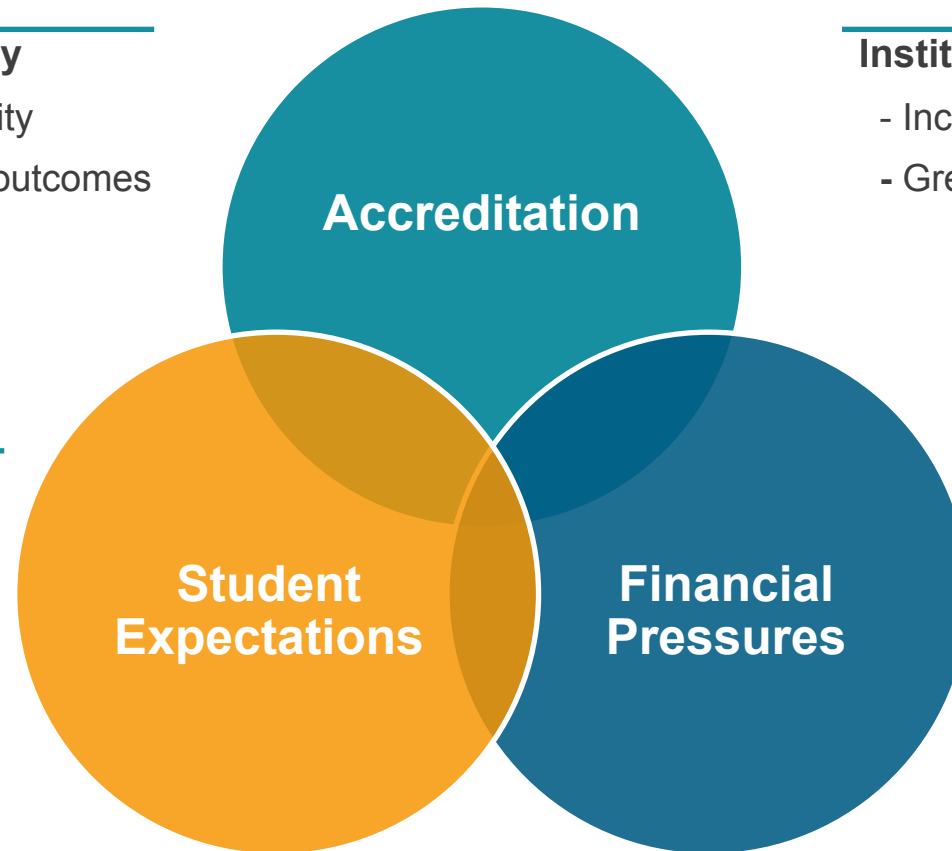 y
ity
outcomes
Instit
- Inc
- Gre
Accreditation
Student
Expectations
Financial
Pressures